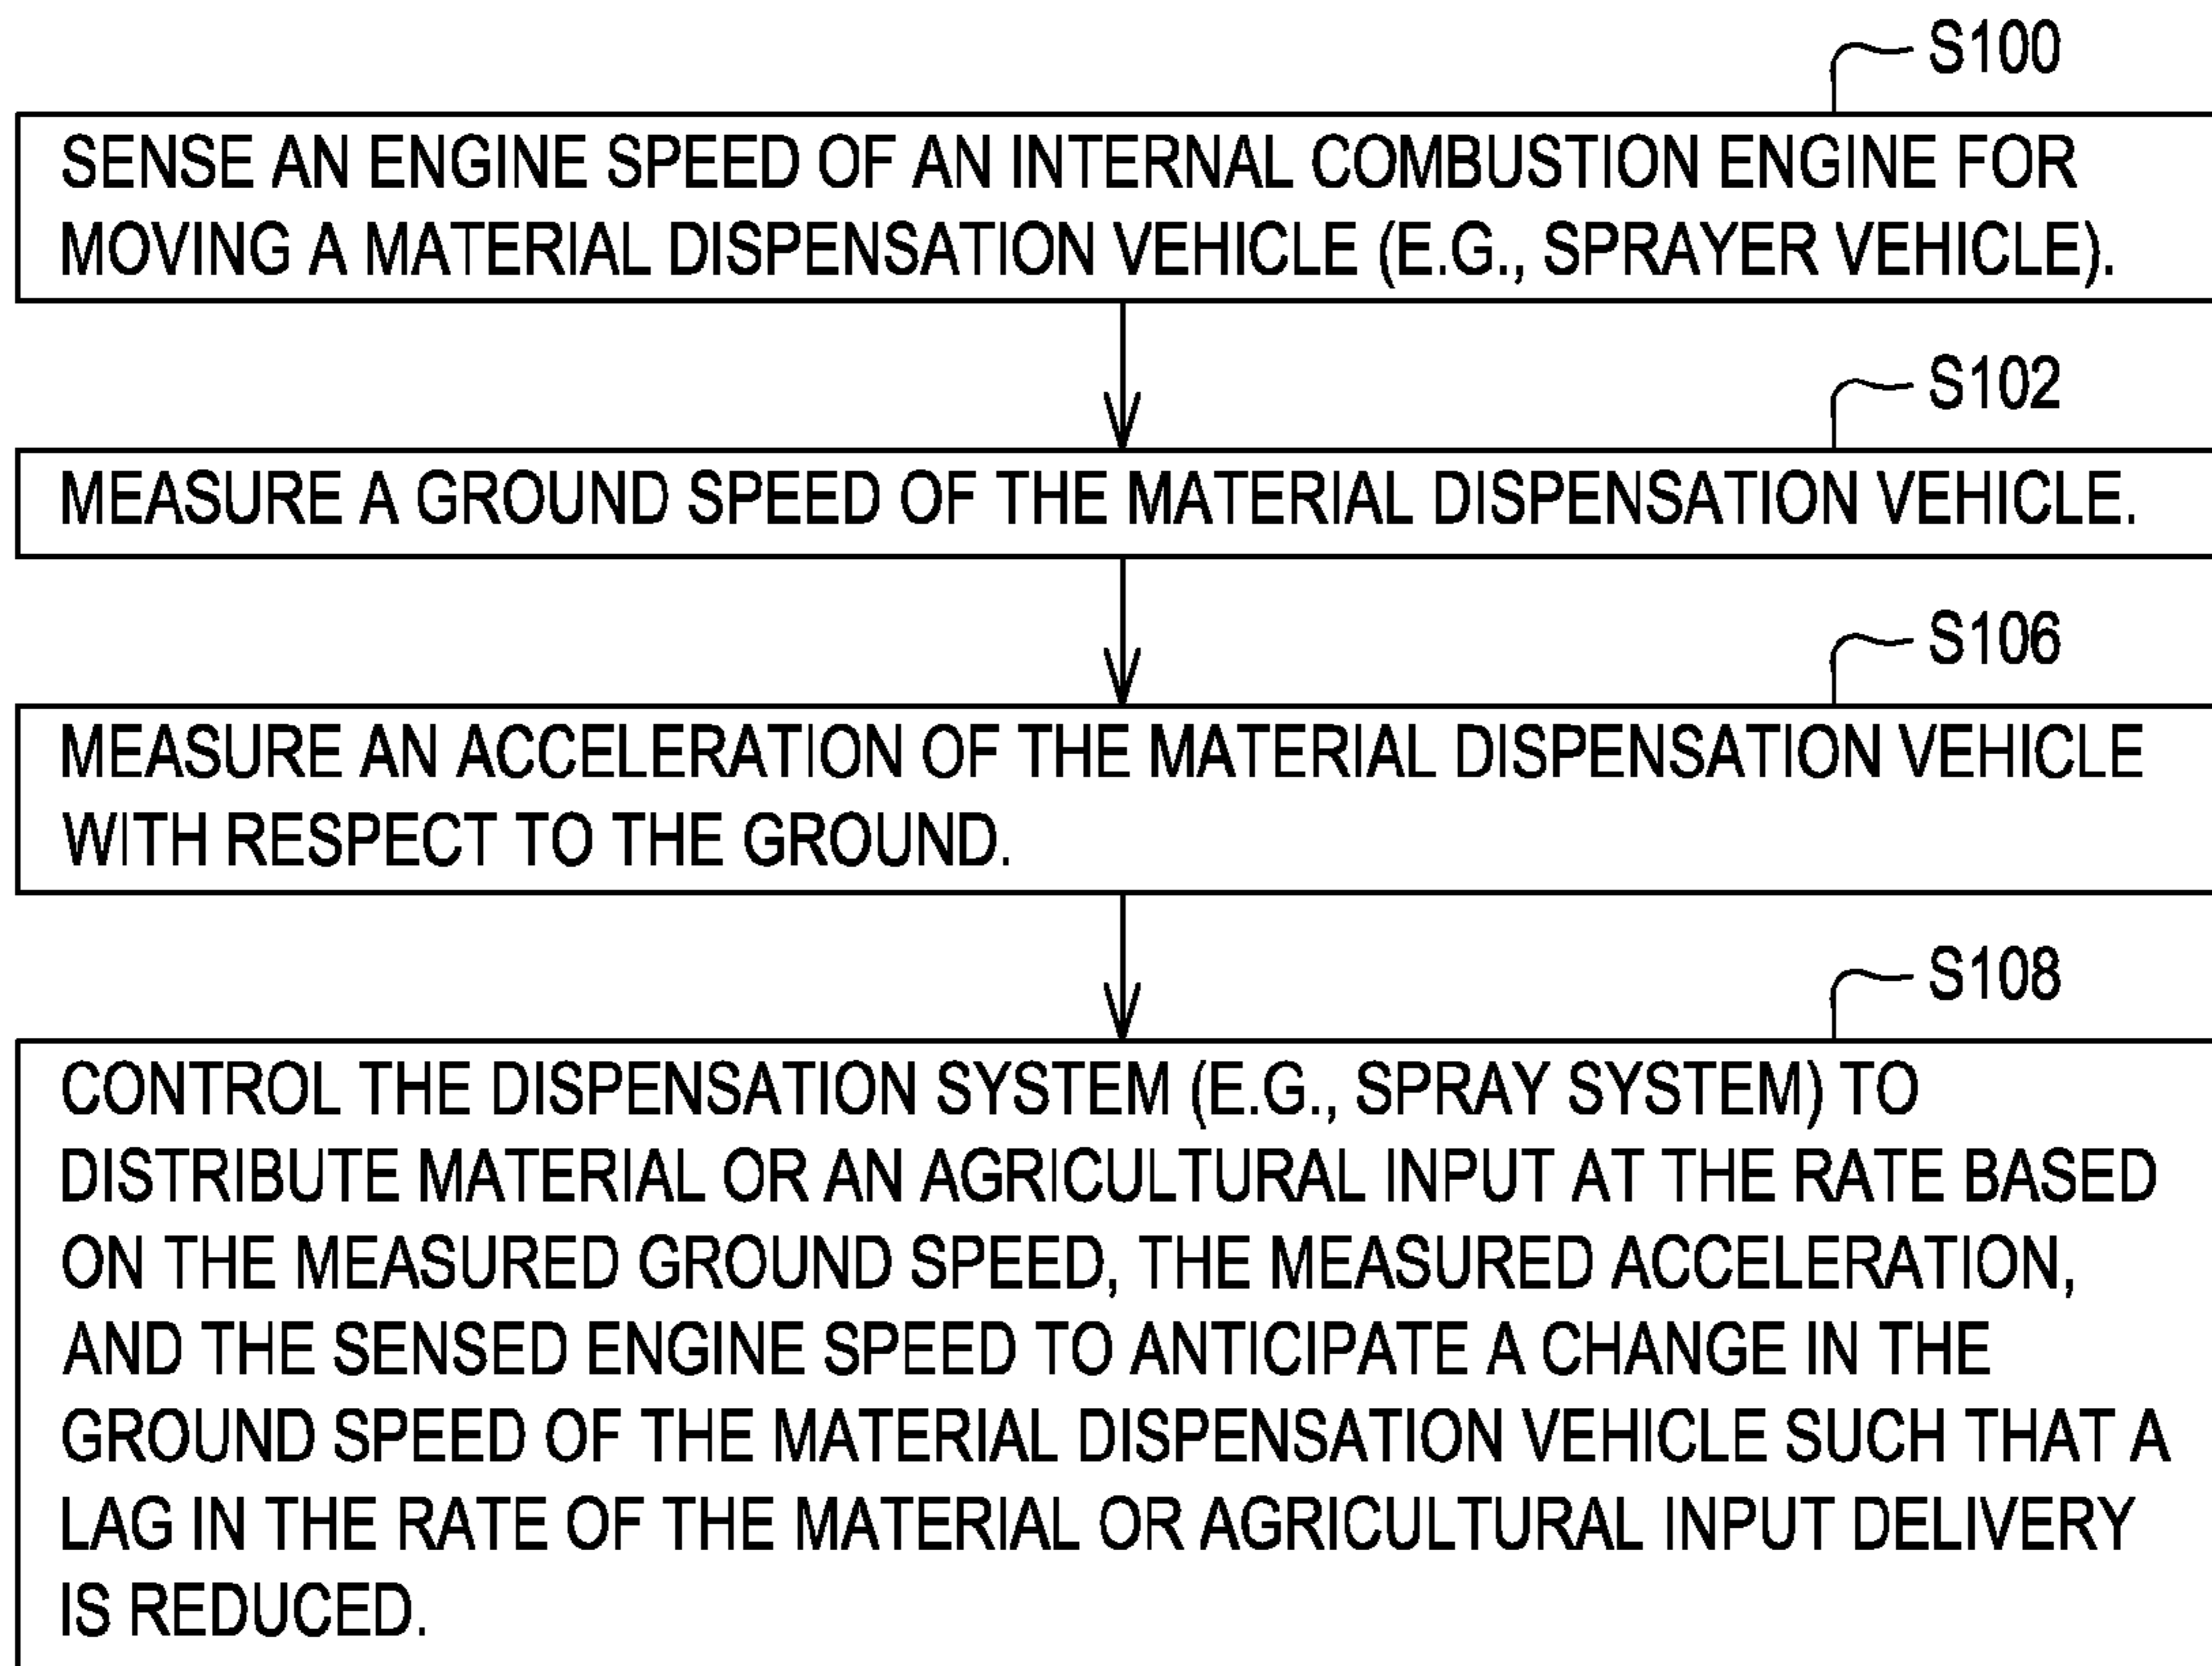 S100
SENSE AN ENGINE SPEED OF AN INTERNAL COMBUSTION ENGINE FOR
MOVING A MATERIAL DISPENSATION VEHICLE (E.G., SPRAYER VEHICLE).
S102
MEASURE A GROUND SPEED OF THE MATERIAL DISPENSATION VEHICLE.
S106
MEASURE AN ACCELERATION OF THE MATERIAL DISPENSATION VEHICLE
WITH RESPECT TO THE GROUND.
S108
CONTROL THE DISPENSATION SYSTEM (E.G., SPRAY SYSTEM) TO
DISTRIBUTE MATERIAL OR AN AGRICULTURAL INPUT AT THE RATE BASED
ON THE MEASURED GROUND SPEED, THE MEASURED ACCELERATION,
AND THE SENSED ENGINE SPEED TO ANTICIPATE A CHANGE IN THE
GROUND SPEED OF THE MATERIAL DISPENSATION VEHICLE SUCH THAT A
LAG IN THE RATE OF THE MATERIAL OR AGRICULTURAL INPUT DELIVERY
IS REDUCED.